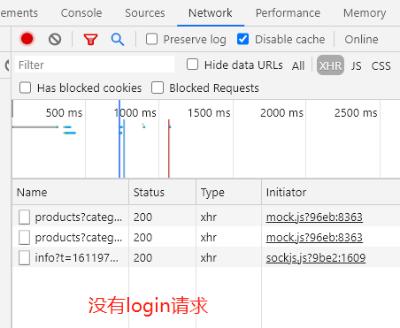 ements Console Sources Network Performance Memory
Preserve log Disable cache Online
Filter Hide data URLs All XHR JS CSS
Has blocked cookies Blocked Requests
500 ms 1000 ms 1500 ms 2000 ms 2500 ms
Name Status Type Initiator
products?categ... 200 xhr mock.js?96eb:8363
products?categ... 200 xhr mock.js?96eb:8363
info?t=161197... 200 xhr sockjs.js?9be2:1609
没有login请求